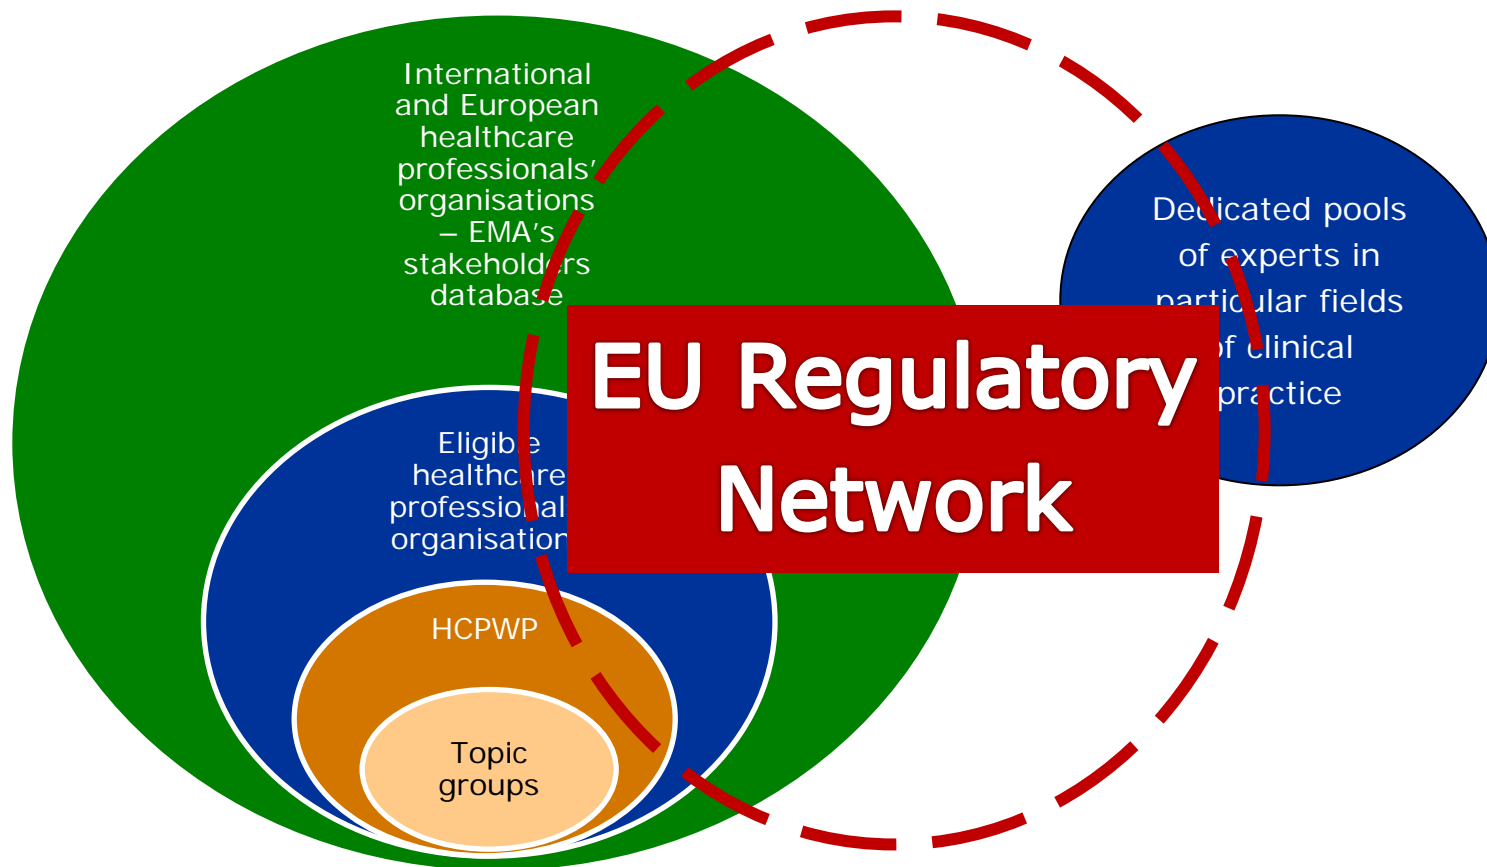 International
and European
healthcare
professionals’
organisations
– EMA’s
stakeholders
database
Dedicated pools
of experts in
particular fields
of clinical
practice
EU Regulatory
Network
Eligible
healthcare
professional
organisation
HCPWP
Topic
groups